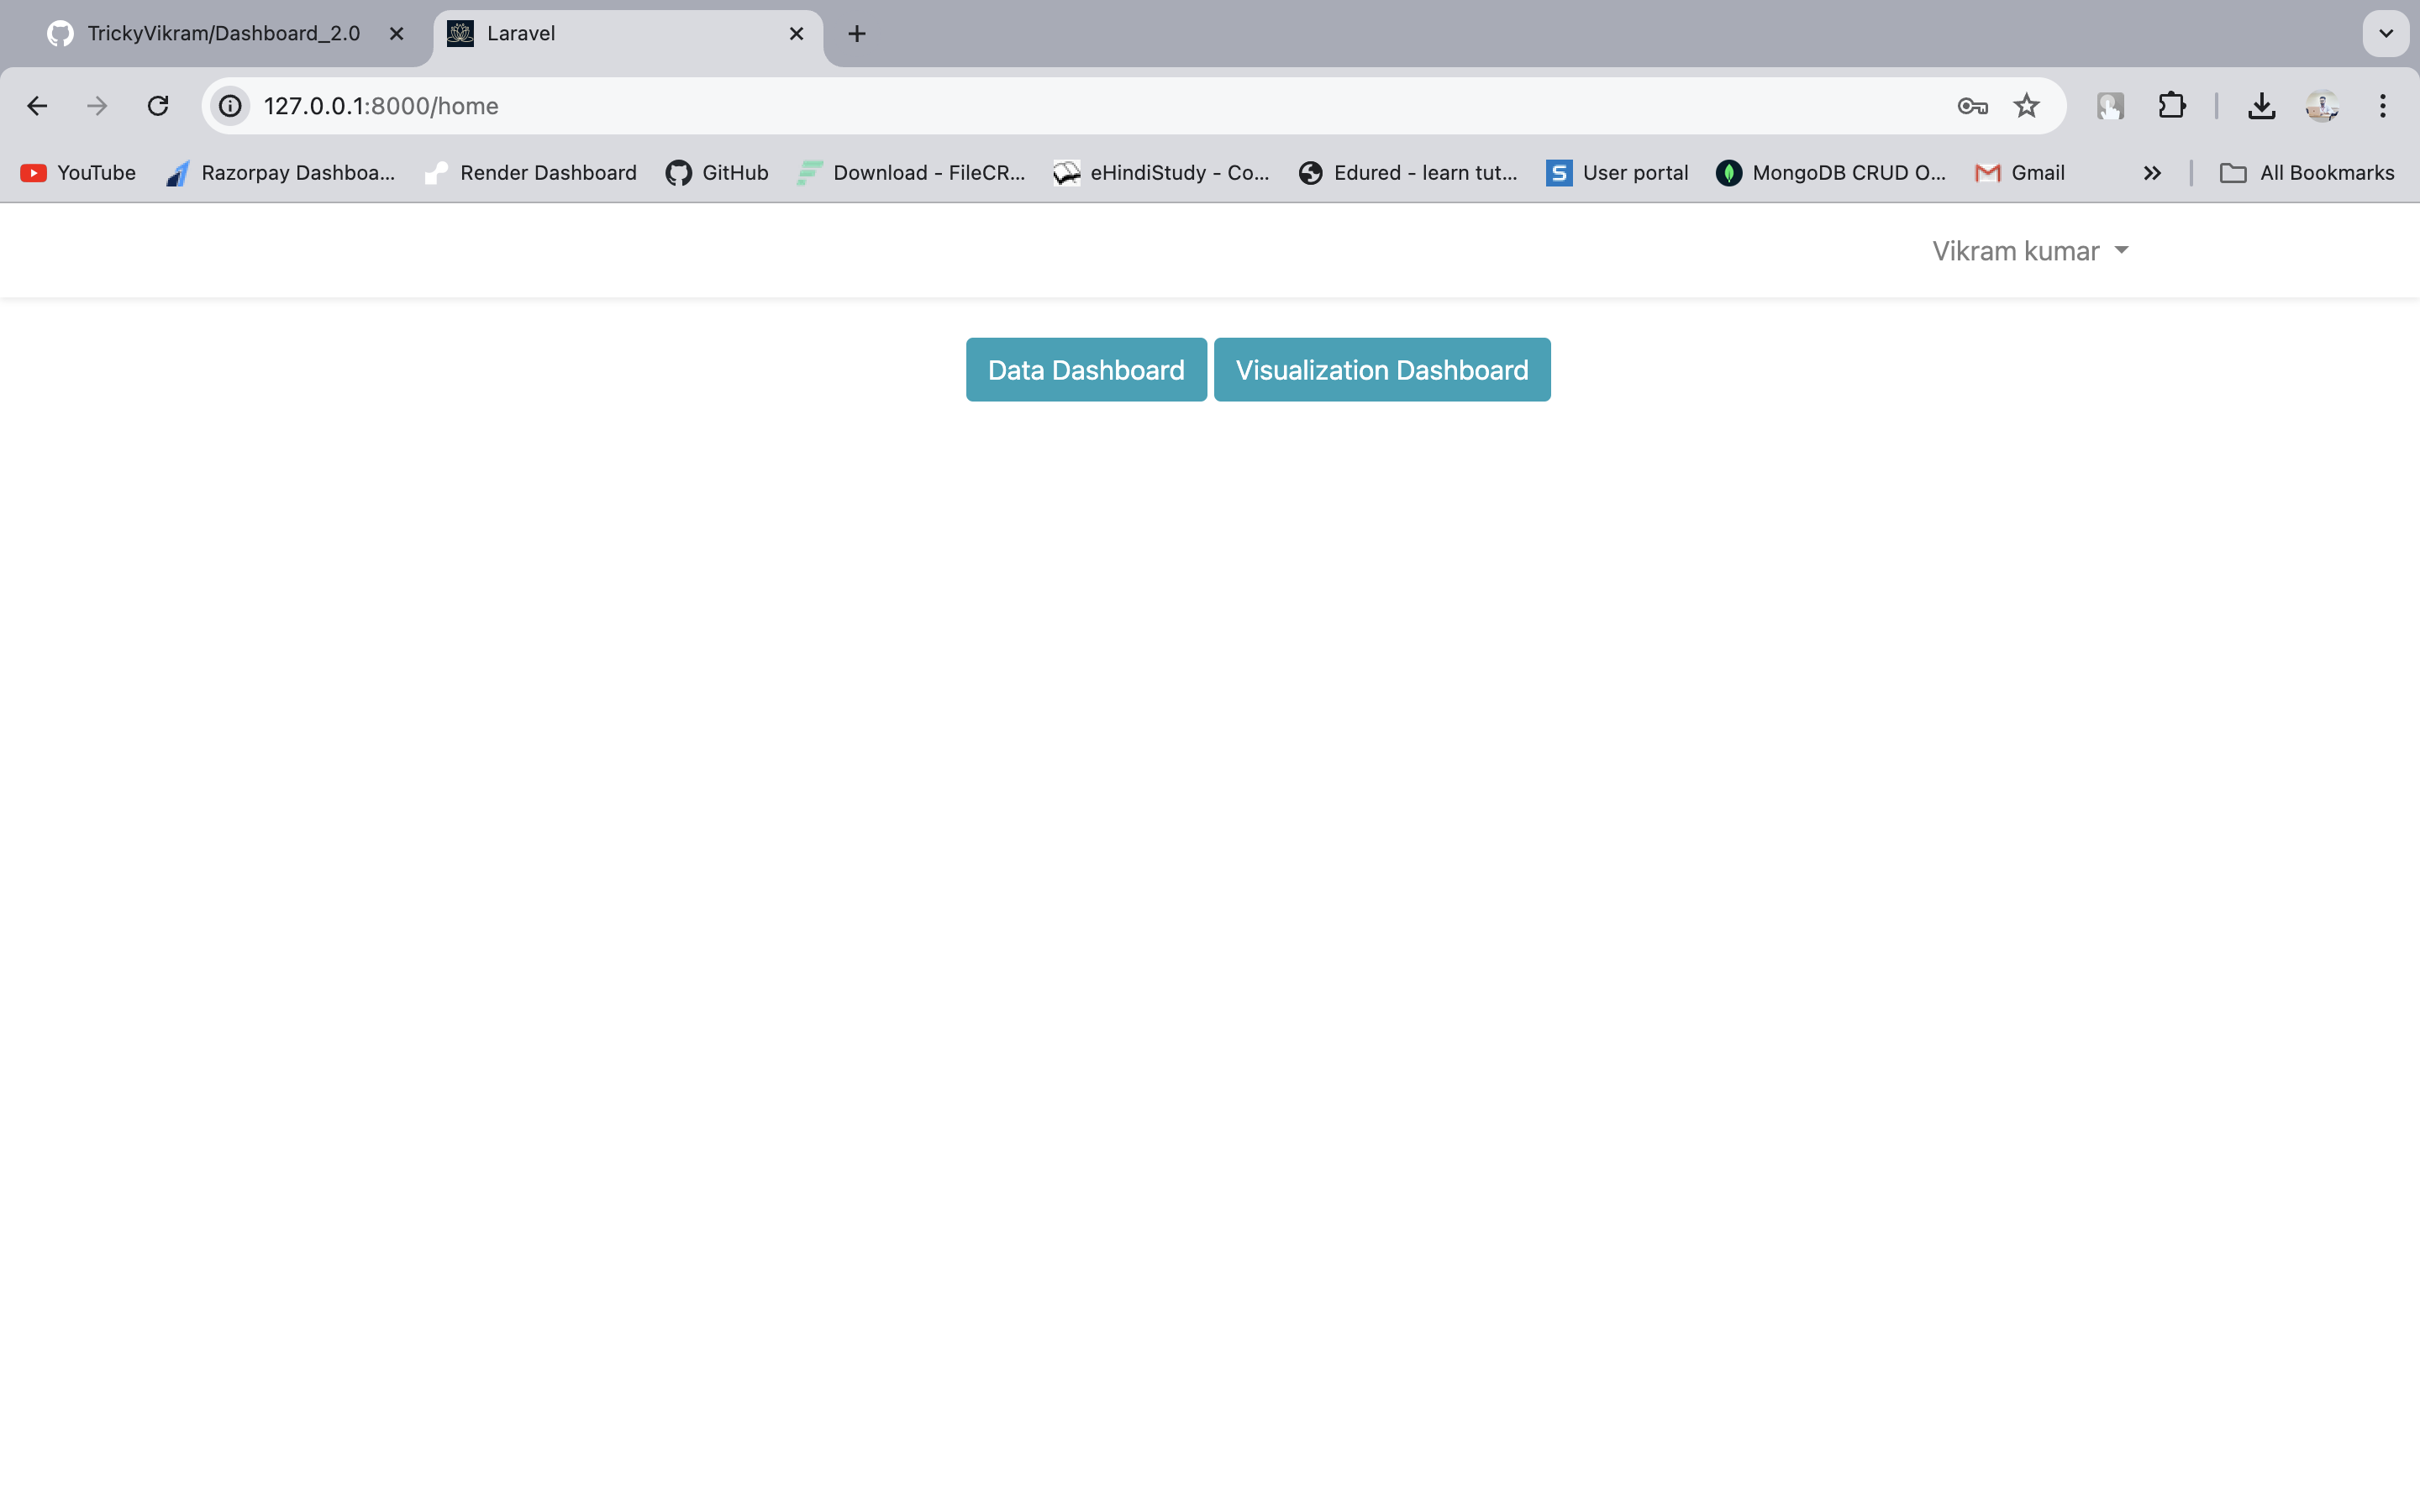 TrickyVikram/Dashboard_2.0 Laravel
127.0.0.1:8000/home
YouTube Razorpay Dashboa... Render Dashboard GitHub Download - FileCR... eHindiStudy - Co... Edured - learn tut... S User portal MongoDB CRUD O... Gmail All Bookmarks
Vikram kumar
Data Dashboard Visualization Dashboard